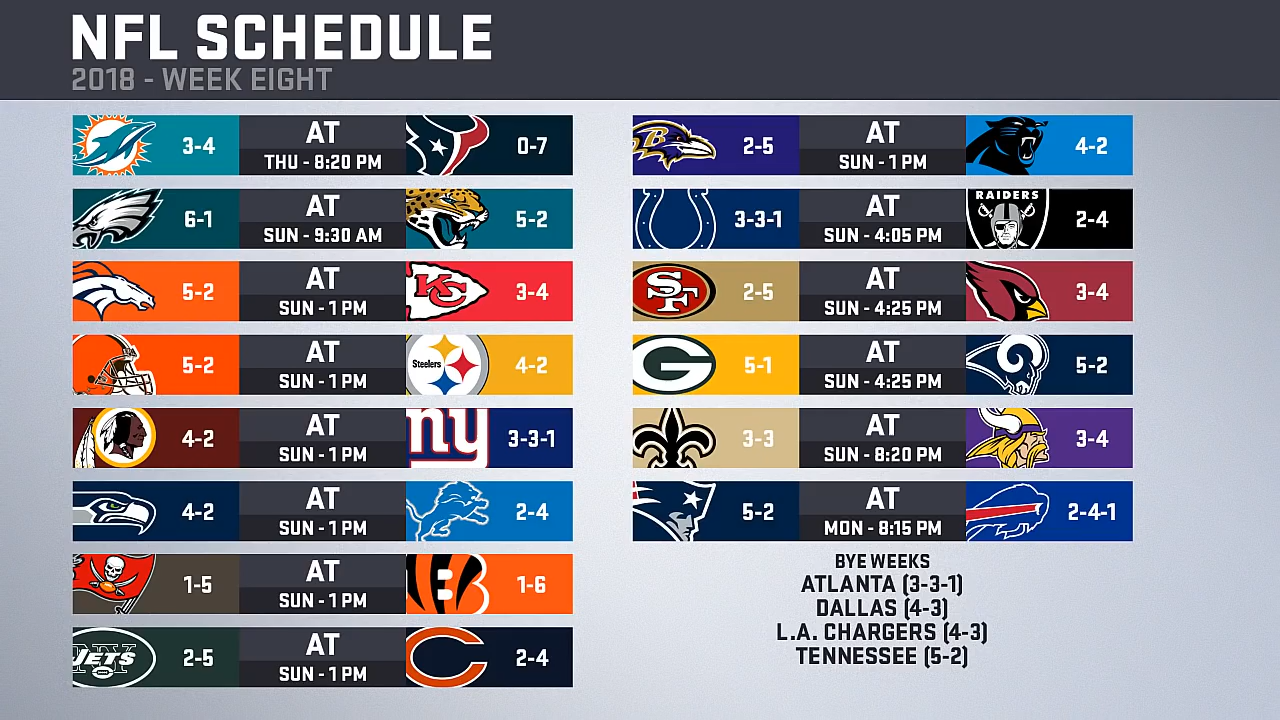 NFL SCHEDULE
2018 - WEEK EIGHT
3-4 AT 0-7
THU - 8:20 PM
6-1 AT 5-2
SUN - 9:30 AM
5-2 AT KC 3-4
SUN - 1 PM
5-2 AT Steelers 4-2
SUN - 1 PM
4-2 AT ny 3-3-1
SUN - 1 PM
4-2 AT 2-4
SUN - 1 PM
1-5 AT B 1-6
SUN - 1 PM
NY JETS 2-5 AT C 2-4
SUN - 1 PM
B 2-5 AT 4-2
SUN - 1 PM
3-3-1 AT RAIDERS 2-4
SUN - 4:05 PM
SF 2-5 AT 3-4
SUN - 4:25 PM
G 5-1 AT 5-2
SUN - 4:25 PM
3-3 AT 3-4
SUN - 8:20 PM
5-2 AT 2-4-1
MON - 8:15 PM
BYE WEEKS
ATLANTA (3-3-1)
DALLAS (4-3)
L.A. CHARGERS (4-3)
TENNESSEE (5-2)